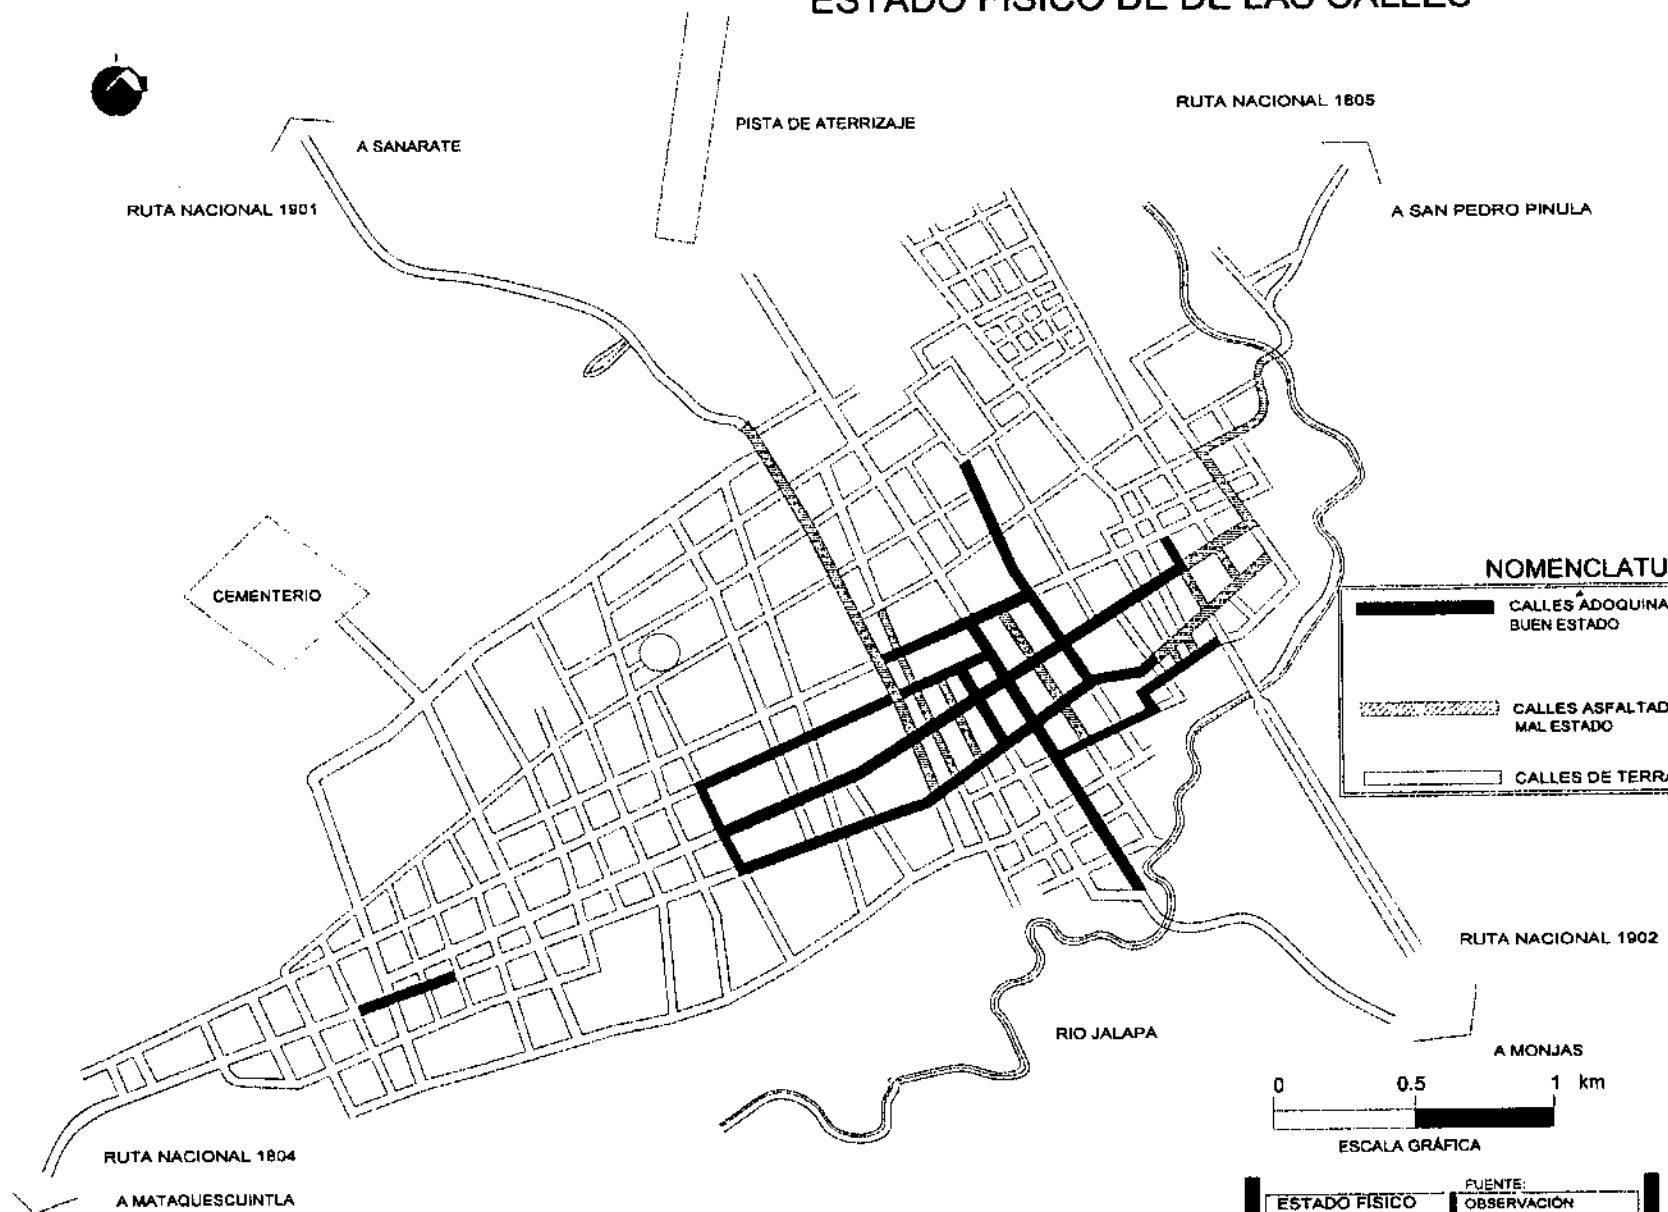 ESTADO FISICO DE DE LAS CALLES
RUTA NACIONAL 1805
PISTA DE ATERRIZAJE
A SANARATE
RUTA NACIONAL 1901
A SAN PEDRO PINULA
CEMENTERIO
NOMENCLATU
CALLES ADOQUINA
BUEN ESTADO
CALLES ASFALTAD
MAL ESTADO
CALLES DE TERRA
RUTA NACIONAL 1902
RIO JALAPA
A MONJAS
0 0.5 1 km
ESCALA GRÁFICA
RUTA NACIONAL 1804
A MATAQUESCUINTLA
ESTADO FÍSICO
FUENTE:
OBSERVACIÓN